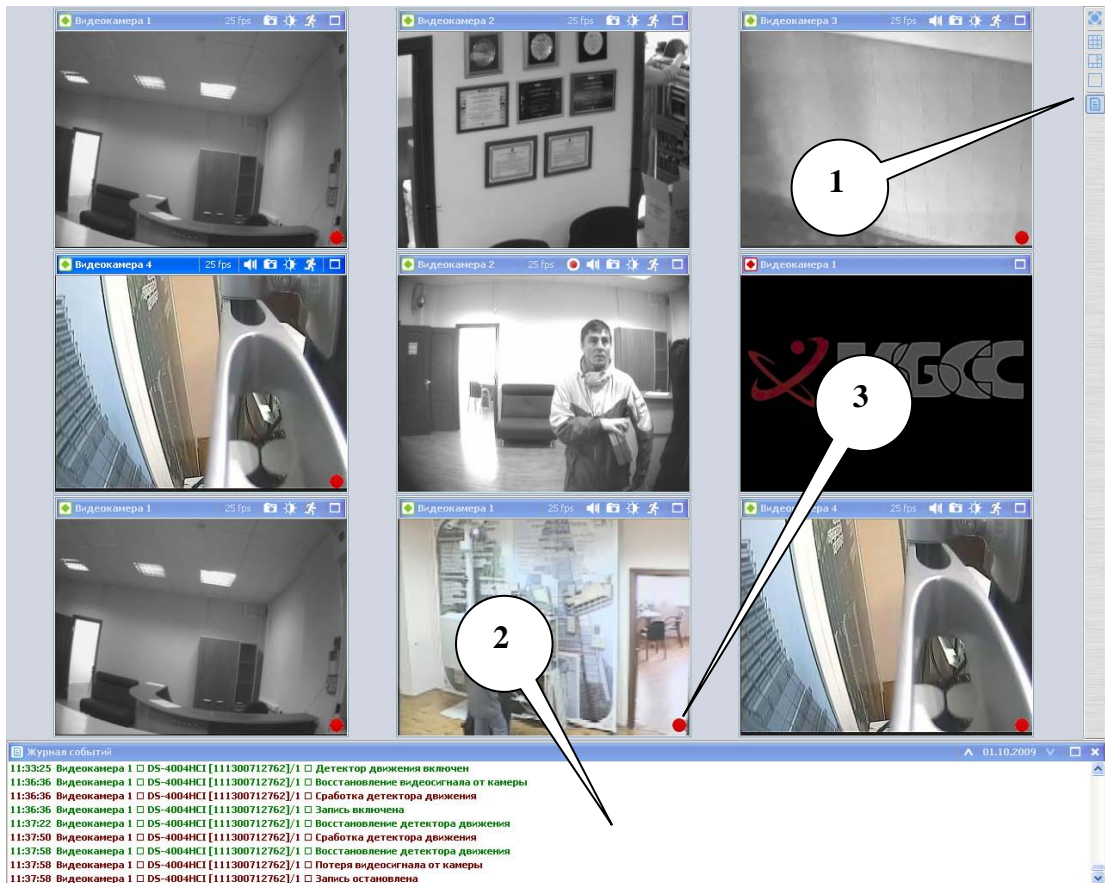 Видеокамера 1 25 fps
Видеокамера 2 25 fps
Видеокамера 3 25 fps
1
Видеокамера 4 25 fps
Видеокамера 2 25 fps
Видеокамера 1
3
Видеокамера 1 25 fps
Видеокамера 1 25 fps
Видеокамера 4 25 fps
2
Журнал событий 01.10.2009
11:33:25 Видеокамера 1 □ DS-4004HCI [111300712762]/1 □ Детектор движения включен
11:36:36 Видеокамера 1 □ DS-4004HCI [111300712762]/1 □ Восстановление видеосигнала от камеры
11:36:36 Видеокамера 1 □ DS-4004HCI [111300712762]/1 □ Сработка детектора движения
11:36:36 Видеокамера 1 □ DS-4004HCI [111300712762]/1 □ Запись включена
11:37:22 Видеокамера 1 □ DS-4004HCI [111300712762]/1 □ Восстановление детектора движения
11:37:50 Видеокамера 1 □ DS-4004HCI [111300712762]/1 □ Сработка детектора движения
11:37:58 Видеокамера 1 □ DS-4004HCI [111300712762]/1 □ Восстановление детектора движения
11:37:58 Видеокамера 1 □ DS-4004HCI [111300712762]/1 □ Потеря видеосигнала от камеры
11:37:58 Видеокамера 1 □ DS-4004HCI [111300712762]/1 □ Запись остановлена